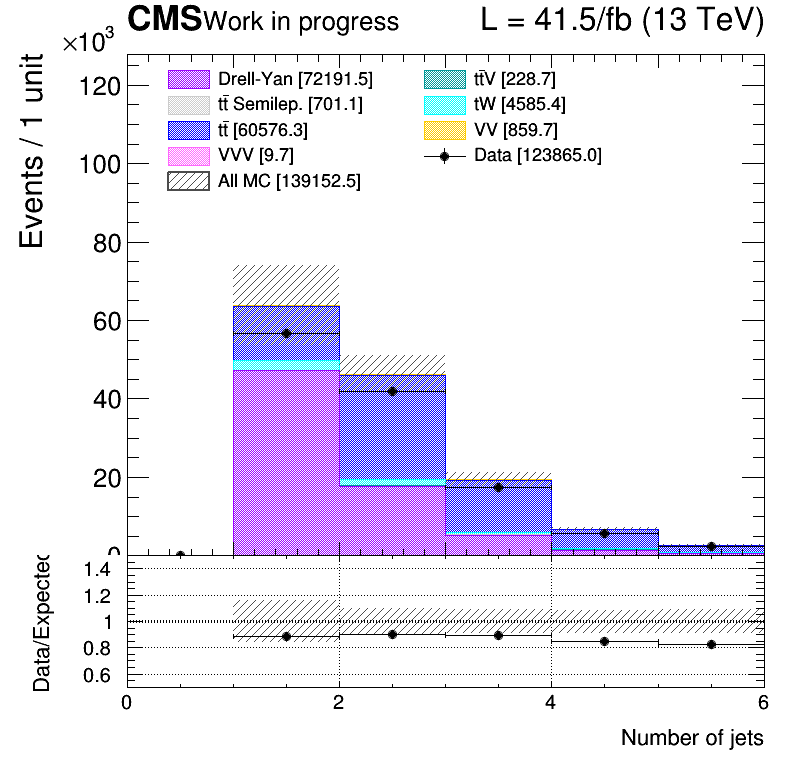 CMS Work in progress L = 41.5/fb (13 TeV)
×10³
Events / 1 unit
120
100
80
60
40
20
0
Drell-Yan [72191.5]
tt̄ Semilep. [701.1]
tt̄ [60576.3]
VVV [9.7]
All MC [139152.5]
tt̄V [228.7]
tW [4585.4]
VV [859.7]
Data [123865.0]
Data/Expected
1.4
1.2
1
0.8
0.6
0 2 4 6
Number of jets